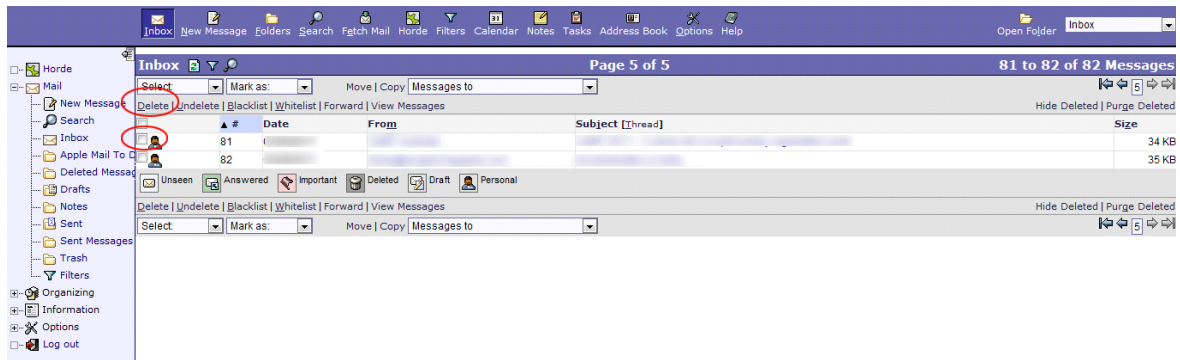 Inbox New Message Folders Search Fetch Mail Horde Filters Calendar Notes Tasks Address Book Options Help Open Folder Inbox
Horde
Mail
New Message
Search
Inbox
Apple Mail To D
Deleted Messag
Drafts
Notes
Sent
Sent Messages
Trash
Filters
Organizing
Information
Options
Log out
Inbox Page 5 of 5 81 to 82 of 82 Messages
Select: Mark as: Move | Copy Messages to 5
Delete | Undelete | Blacklist | Whitelist | Forward | View Messages Hide Deleted | Purge Deleted
# Date From Subject [Thread] Size
81 34 KB
82 35 KB
Unseen Answered Important Deleted Draft Personal
Delete | Undelete | Blacklist | Whitelist | Forward | View Messages Hide Deleted | Purge Deleted
Select: Mark as: Move | Copy Messages to 5